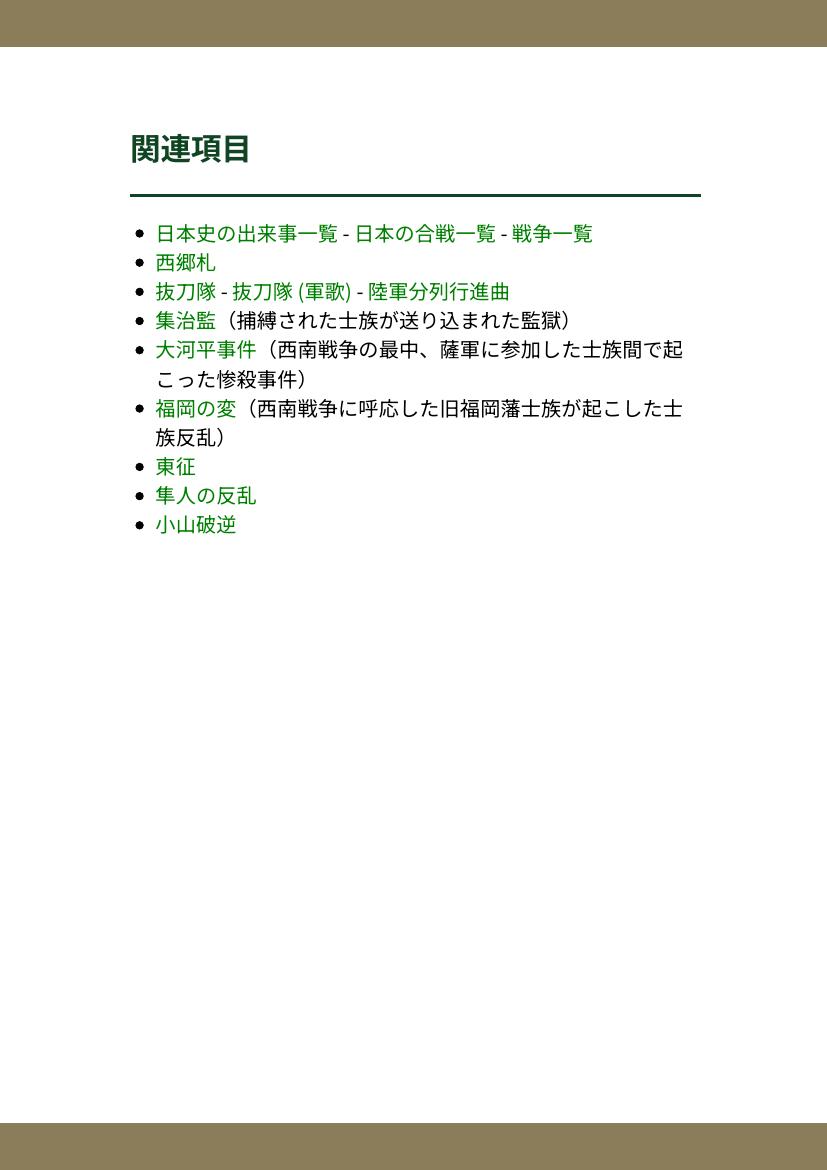 関連項目
日本史の出来事一覧 - 日本の合戦一覧 - 戦争一覧
西郷札
抜刀隊 - 抜刀隊 (軍歌) - 陸軍分列行進曲
集治監（捕縛された士族が送り込まれた監獄）
大河平事件（西南戦争の最中、薩軍に参加した士族間で起
こった惨殺事件）
福岡の変（西南戦争に呼応した旧福岡藩士族が起こした士
族反乱）
東征
隼人の反乱
小山破逆